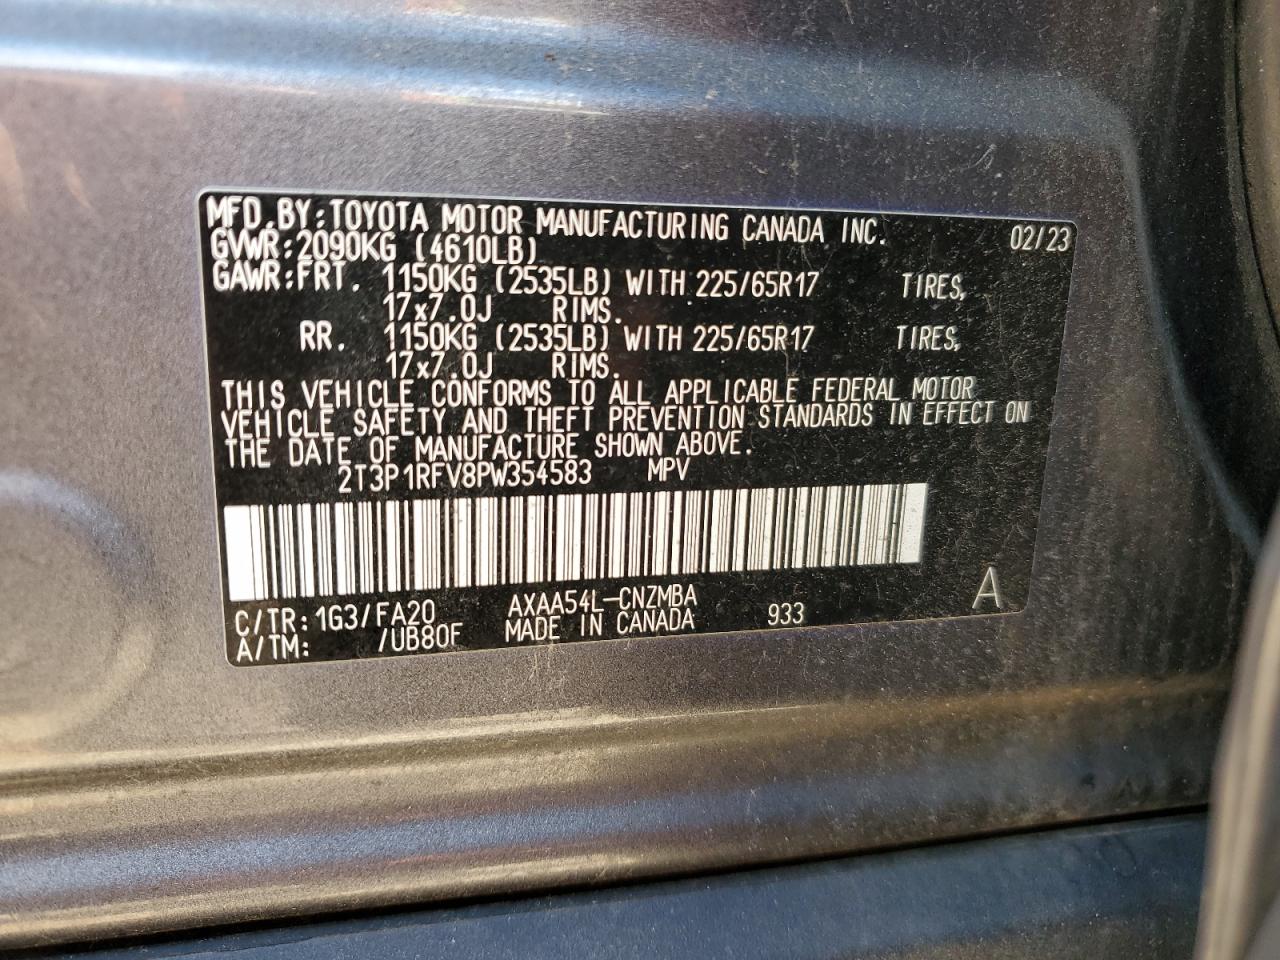 MFD.BY:TOYOTA MOTOR MANUFACTURING CANADA INC. 02/23
GVWR:2090KG (4610LB)
GAWR:FRT. 1150KG (2535LB) WITH 225/65R17 TIRES,
17x7.0J RIMS.
RR. 1150KG (2535LB) WITH 225/65R17 TIRES,
17x7.0J RIMS.
THIS VEHICLE CONFORMS TO ALL APPLICABLE FEDERAL MOTOR
VEHICLE SAFETY AND THEFT PREVENTION STANDARDS IN EFFECT ON
THE DATE OF MANUFACTURE SHOWN ABOVE.
2T3P1RFV8PW354583 MPV
C/TR: 1G3/FA20 AXAA54L-CNZMBA 933 A
A/TM: /UB80F MADE IN CANADA